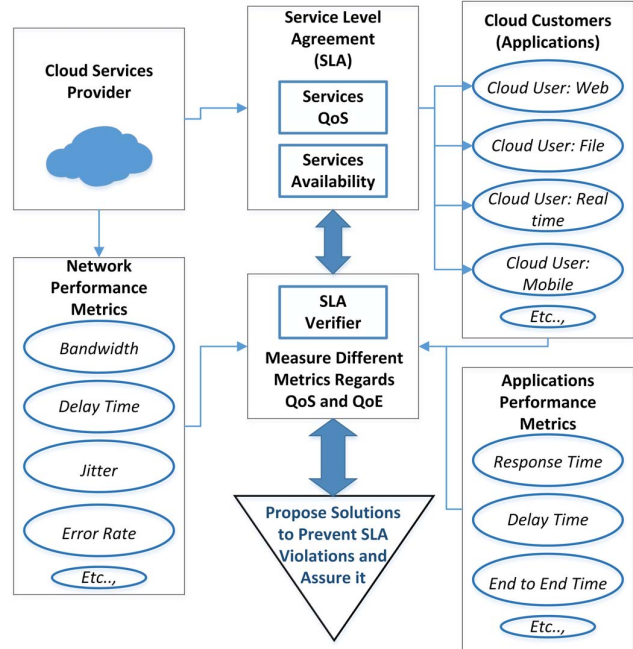 Cloud Services
Provider
Service Level
Agreement
(SLA)
Services
QoS
Services
Availability
Cloud Customers
(Applications)
Cloud User: Web
Cloud User: File
Cloud User: Real
time
Cloud User:
Mobile
Etc..,
Network
Performance
Metrics
Bandwidth
Delay Time
Jitter
Error Rate
Etc..,
SLA
Verifier
Measure Different
Metrics Regards
QoS and QoE
Propose Solutions
to Prevent SLA
Violations and
Assure it
Applications
Performance
Metrics
Response Time
Delay Time
End to End Time
Etc..,